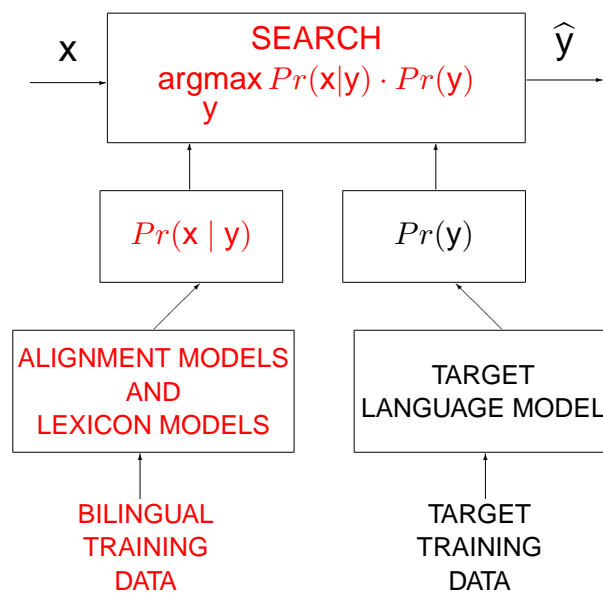 x
SEARCH
argmax Pr(x|y) · Pr(y)
y
ŷ
Pr(x | y)
Pr(y)
ALIGNMENT MODELS
AND
LEXICON MODELS
TARGET
LANGUAGE MODEL
BILINGUAL
TRAINING
DATA
TARGET
TRAINING
DATA